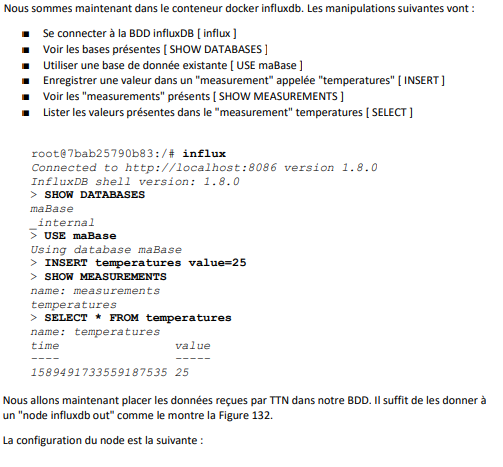 Nous sommes maintenant dans le conteneur docker influxdb. Les manipulations suivantes vont :
■ Se connecter à la BDD influxDB [ influx ]
■ Voir les bases présentes [ SHOW DATABASES ]
■ Utiliser une base de donnée existante [ USE maBase ]
■ Enregistrer une valeur dans un "measurement" appelée "temperatures" [ INSERT ]
■ Voir les "measurements" présents [ SHOW MEASUREMENTS ]
■ Lister les valeurs présentes dans le "measurement" temperatures [ SELECT ]
root@7bab25790b83:/# influx
Connected to http://localhost:8086 version 1.8.0
InfluxDB shell version: 1.8.0
> SHOW DATABASES
maBase
_internal
> USE maBase
Using database maBase
> INSERT temperatures value=25
> SHOW MEASUREMENTS
name: measurements
temperatures
> SELECT * FROM temperatures
name: temperatures
time value
---- -----
1589491733559187535 25
Nous allons maintenant placer les données reçues par TTN dans notre BDD. Il suffit de les donner à
un "node influxdb out" comme le montre la Figure 132.
La configuration du node est la suivante :